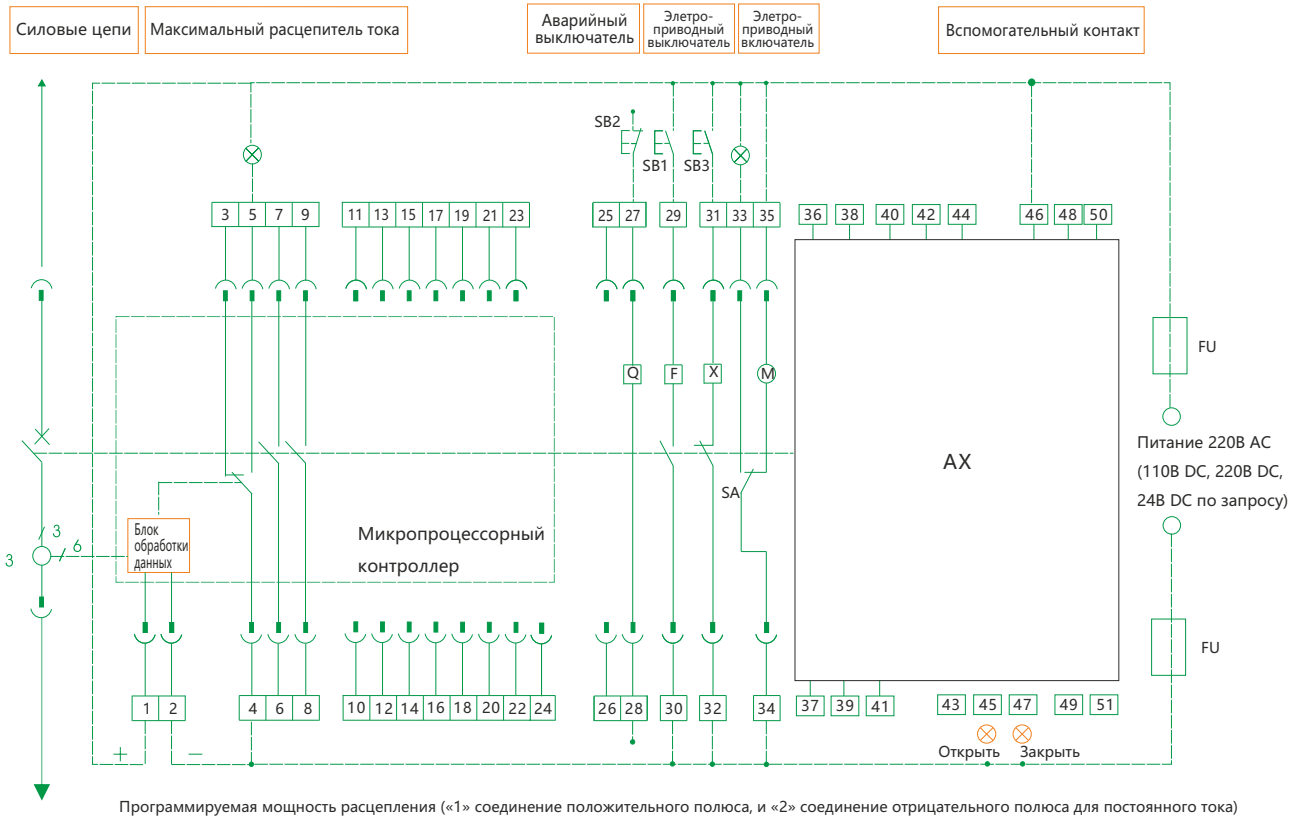 Силовые цепи
Максимальный расцепитель тока
Аварийный
выключатель
Элетро-
приводный
выключатель
Элетро-
приводный
включатель
Вспомогательный контакт
SB2
SB1
SB3
3 5 7 9
11 13 15 17 19 21 23
25 27
29
31 33 35
36 38 40 42 44
46 48 50
FU
Q
F
X
M
Питание 220В AC
(110В DC, 220В DC,
24В DC по запросу)
AX
SA
3
3
6
Блок
обработки
данных
Микропроцессорный
контроллер
FU
1 2
4 6 8
10 12 14 16 18 20 22 24
26 28
30
32
34
37 39 41
43 45 47 49 51
+
−
Открыть
Закрыть
Программируемая мощность расцепления («1» соединение положительного полюса, и «2» соединение отрицательного полюса для постоянного тока)